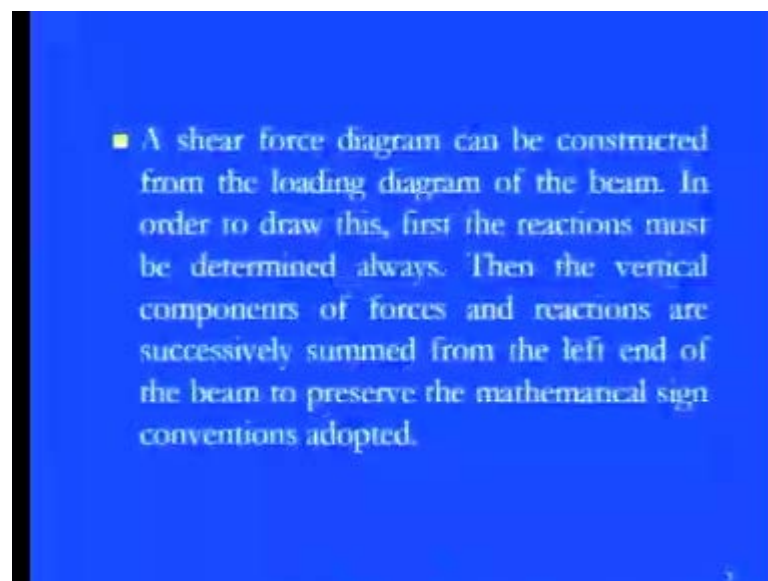 A shear force diagram can be constructed
from the loading diagram of the beam. In
order to draw this, first the reactions must
be determined always. Then the vertical
components of forces and reactions are
successively summed from the left end of
the beam to preserve the mathematical sign
conventions adopted.